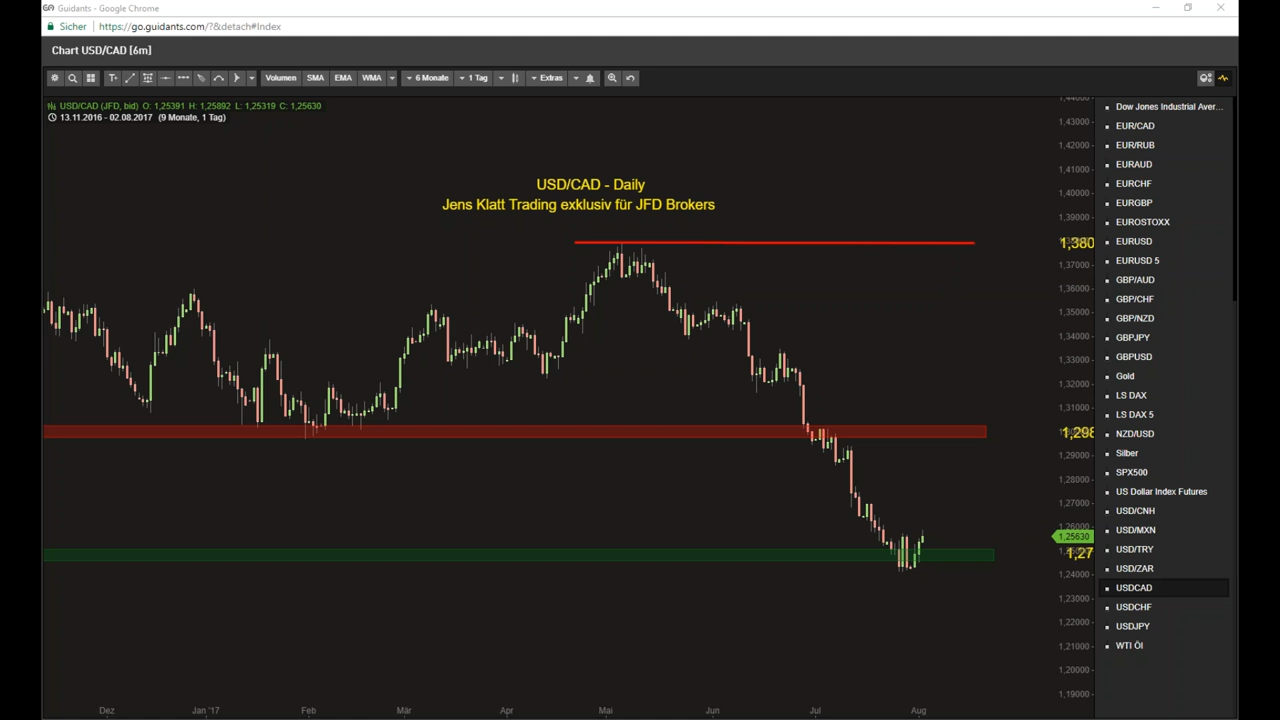 Guidants - Google Chrome
Sicher https://go.guidants.com/?&detach#Index
Chart USD/CAD [6m]
Volumen SMA EMA WMA 6 Monate 1 Tag Extras
USD/CAD (JFD, bid) O: 1,25391 H: 1,25892 L: 1,25319 C: 1,25630
13.11.2016 - 02.08.2017 (9 Monate, 1 Tag)
USD/CAD - Daily
Jens Klatt Trading exklusiv für JFD Brokers
1,43000
1,42000
1,41000
1,40000
1,39000
1,380
1,37000
1,36000
1,35000
1,34000
1,33000
1,32000
1,31000
1,298
1,29000
1,28000
1,27000
1,26000
1,25630
1,27
1,24000
1,23000
1,22000
1,21000
1,20000
1,19000
Dez Jan '17 Feb Mär Apr Mai Jun Jul Aug
Dow Jones Industrial Aver...
EUR/CAD
EUR/RUB
EURAUD
EURCHF
EURGBP
EUROSTOXX
EURUSD
EURUSD 5
GBP/AUD
GBP/CHF
GBP/NZD
GBPJPY
GBPUSD
Gold
LS DAX
LS DAX 5
NZD/USD
Silber
SPX500
US Dollar Index Futures
USD/CNH
USD/MXN
USD/TRY
USD/ZAR
USDCAD
USDCHF
USDJPY
WTI Öl